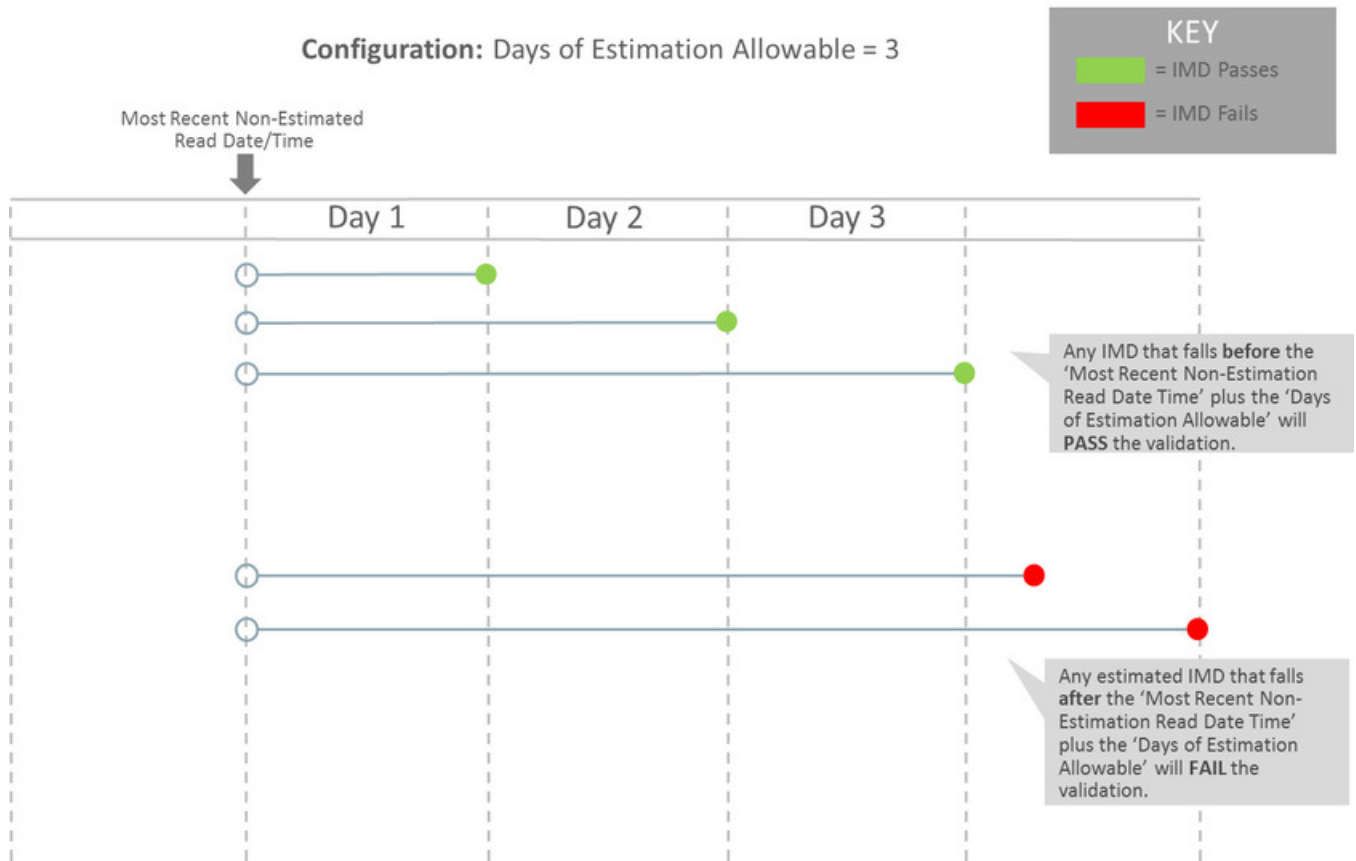 Configuration: Days of Estimation Allowable = 3
KEY
= IMD Passes
= IMD Fails
Most Recent Non-Estimated
Read Date/Time
Day 1
Day 2
Day 3
Any IMD that falls before the
‘Most Recent Non-Estimation
Read Date Time’ plus the ‘Days
of Estimation Allowable’ will
PASS the validation.
Any estimated IMD that falls
after the ‘Most Recent Non-
Estimation Read Date Time’
plus the ‘Days of Estimation
Allowable’ will FAIL the
validation.